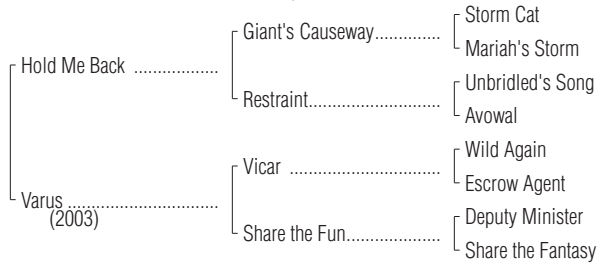 Storm Cat
Giant's Causeway..............
Mariah's Storm
Hold Me Back ..................
Unbridled's Song
Restraint............................
Avowal
Wild Again
Vicar ................................
Escrow Agent
Varus ................................
(2003)
Deputy Minister
Share the Fun....................
Share the Fantasy